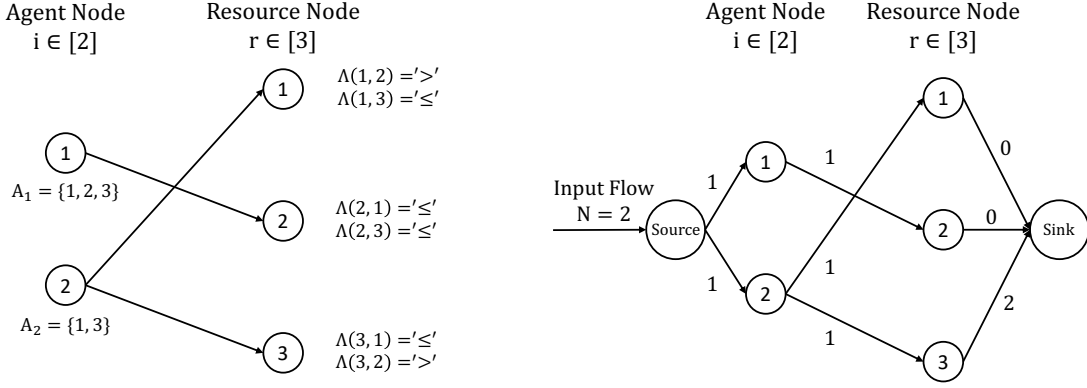 Agent Node
i ∈ [2]
Resource Node
r ∈ [3]
1
Λ(1, 2) ='>'
Λ(1, 3) ='≤'
1
A₁ = {1, 2, 3}
2
Λ(2, 1) ='≤'
Λ(2, 3) ='≤'
2
A₂ = {1, 3}
3
Λ(3, 1) ='≤'
Λ(3, 2) ='>'
Agent Node
i ∈ [2]
Resource Node
r ∈ [3]
1
1
1
0
1
Input Flow
N = 2
Source
2
0
Sink
1
2
1
1
2
3